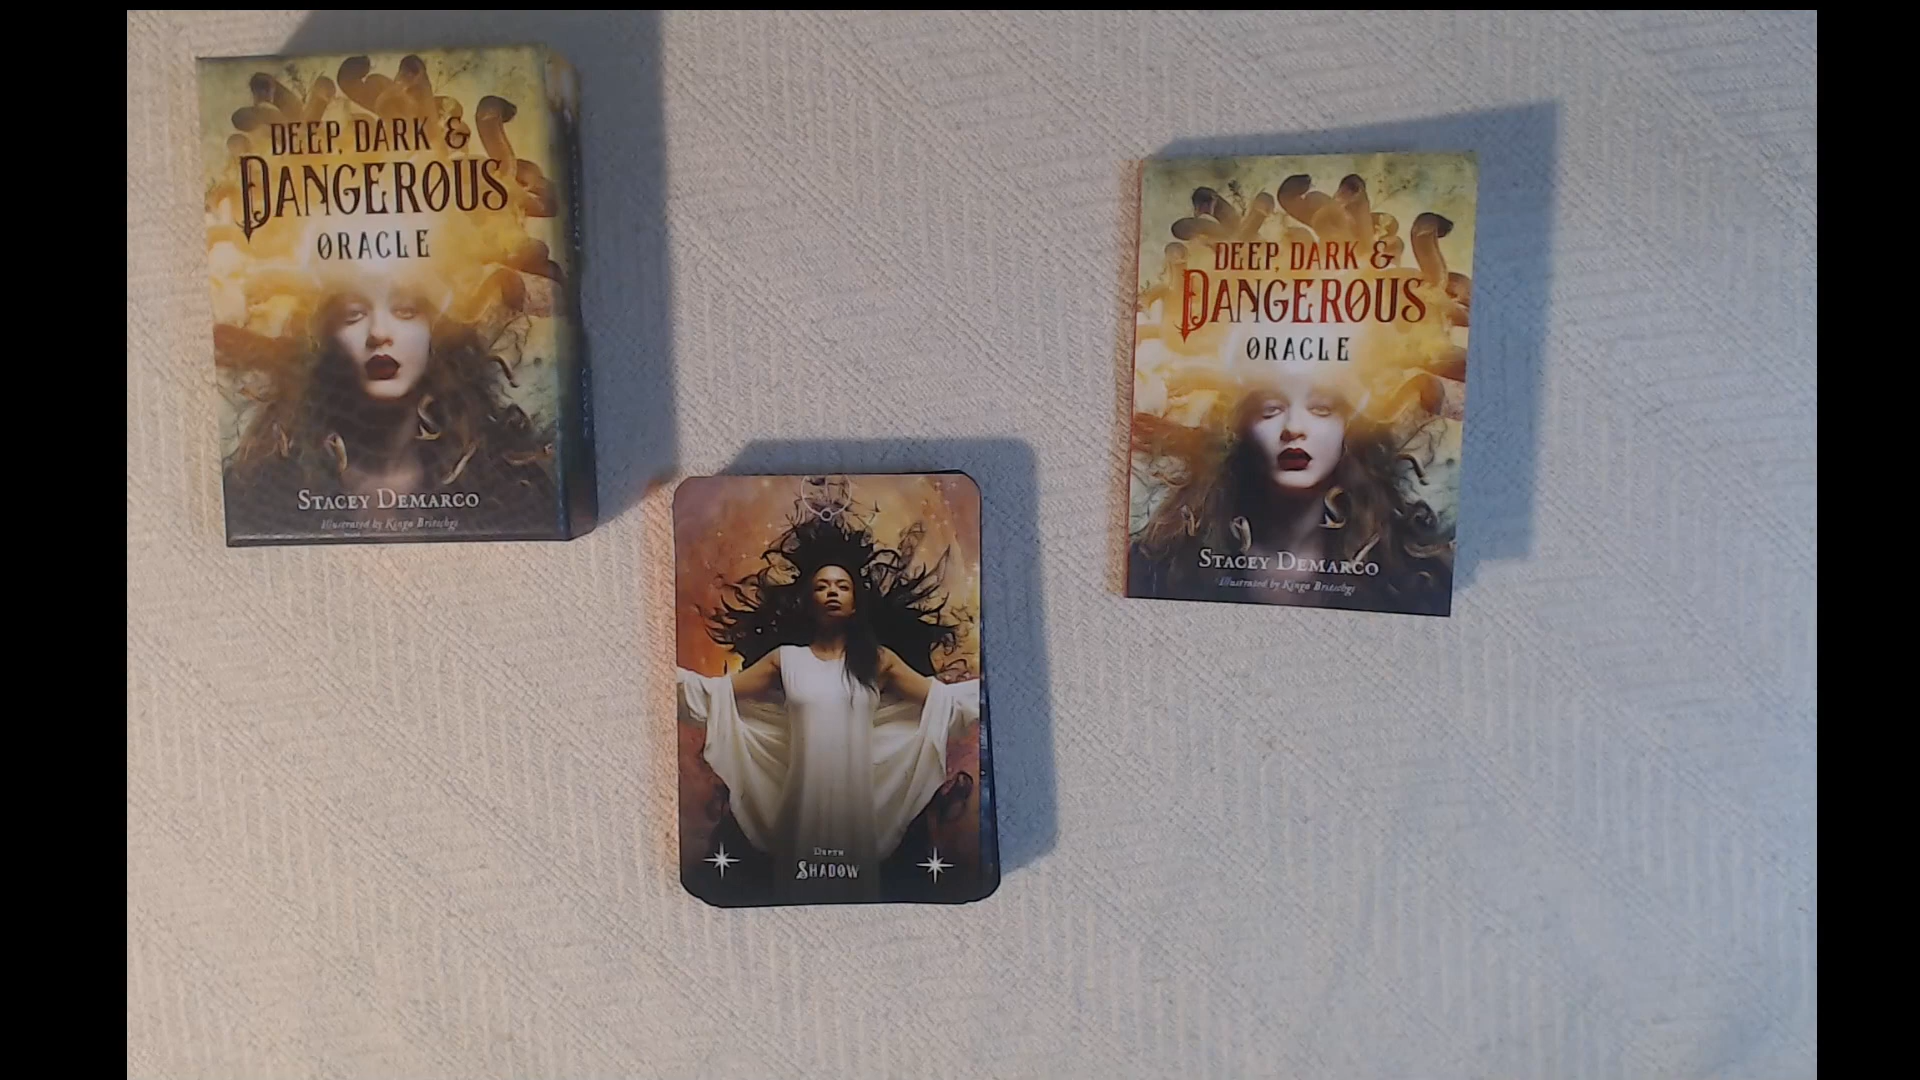 DEEP, DARK &
DANGEROUS
ORACLE
STACEY DEMARCO
Illustrated by Kinga Britschgi
DEEP, DARK &
DANGEROUS
ORACLE
STACEY DEMARCO
Illustrated by Kinga Britschgi
DEPTH
SHADOW